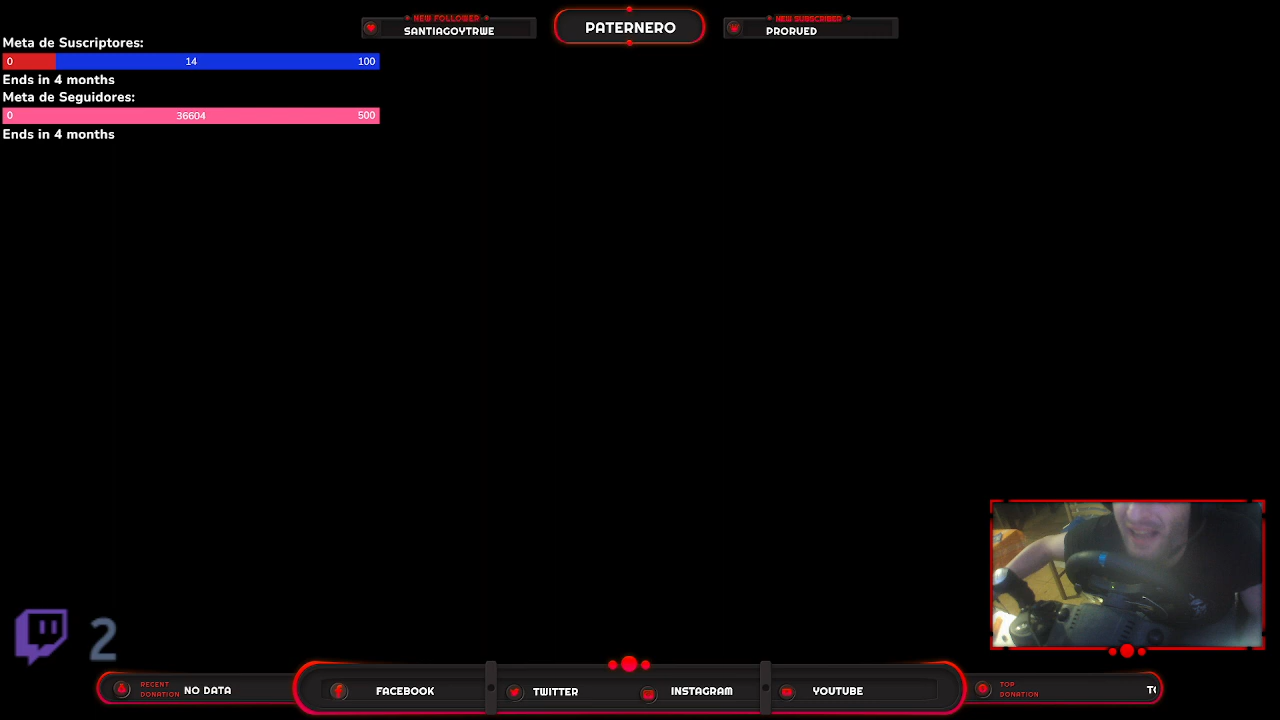 NEW FOLLOWER
SANTIAGOYTRWE
PATERNERO
NEW SUBSCRIBER
PRORUED
Meta de Suscriptores:
0 14 100
Ends in 4 months
Meta de Seguidores:
0 36604 500
Ends in 4 months
2
RECENT
DONATION
NO DATA
FACEBOOK
TWITTER
INSTAGRAM
YOUTUBE
TOP
DONATION